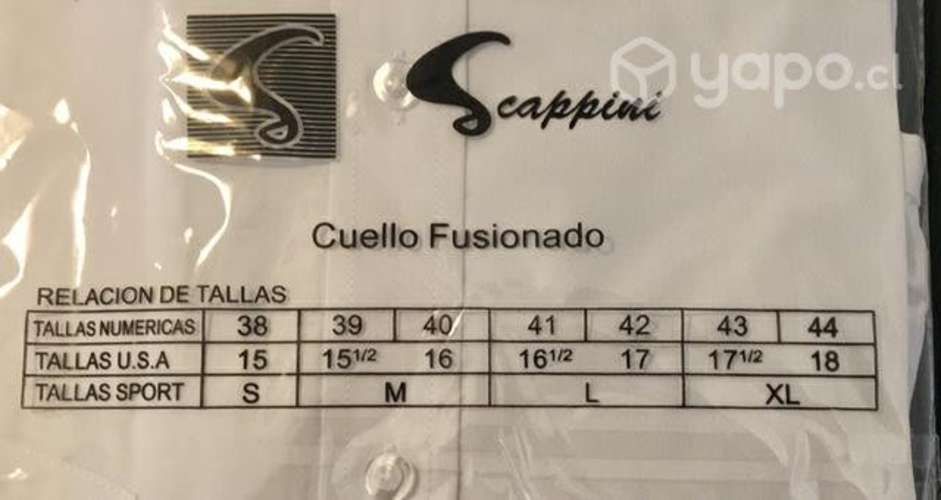 Scappini
yapo.cl
Cuello Fusionado
RELACION DE TALLAS
TALLAS NUMERICAS 38 39 40 41 42 43 44
TALLAS U.S.A 15 15 1/2 16 16 1/2 17 17 1/2 18
TALLAS SPORT S M L XL